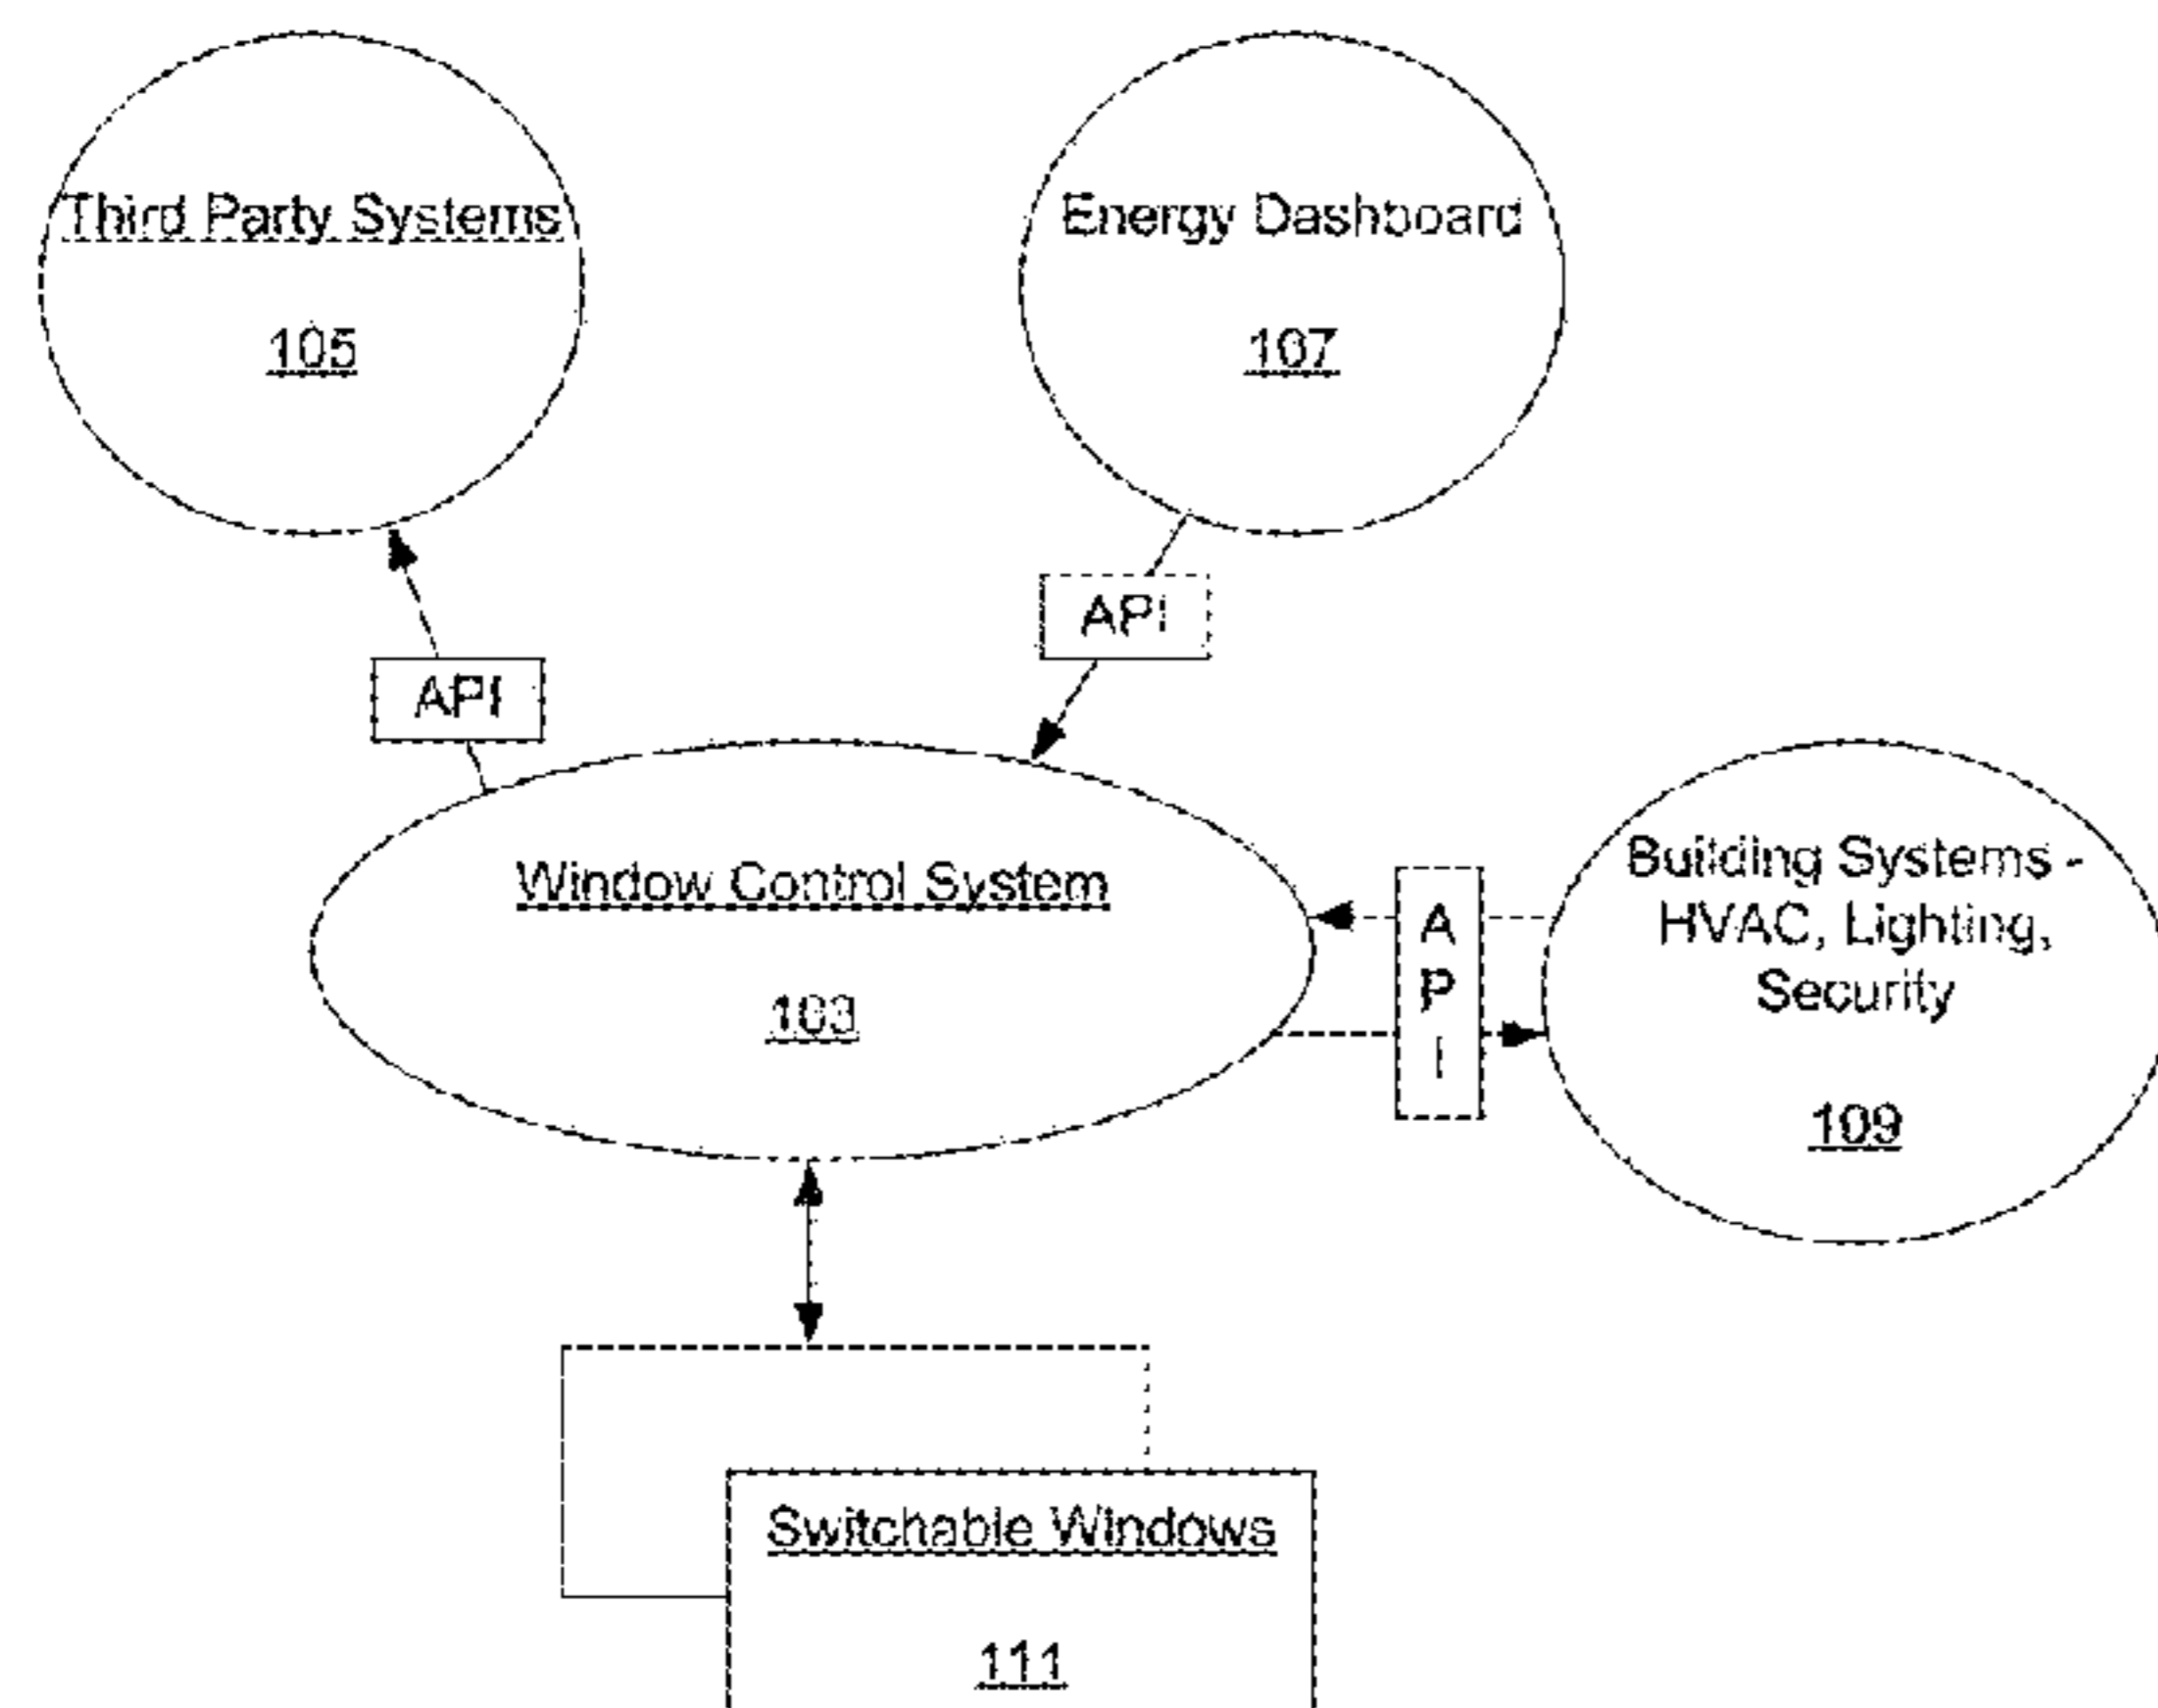 Third Party Systems
105
Energy Dashboard
107
API
API
Window Control System
103
A
P
I
Building Systems -
HVAC, Lighting,
Security
109
Switchable Windows
111